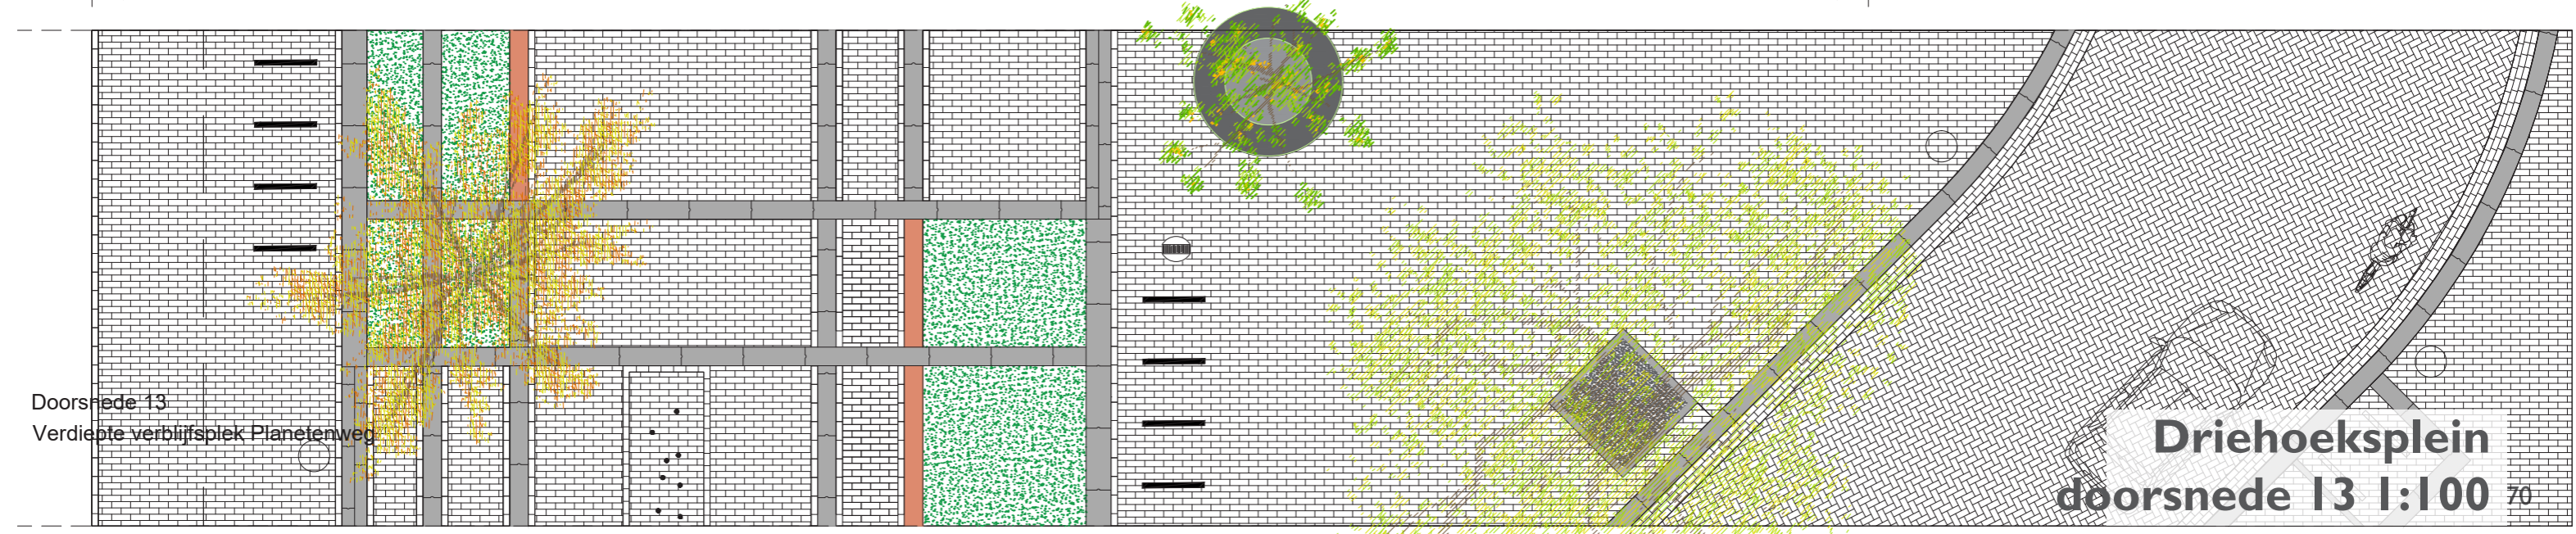 Doorsnede 13
Verdiepte verblijfsplek Planetenweg
Driehoeksplein
doorsnede 13 1:100
70